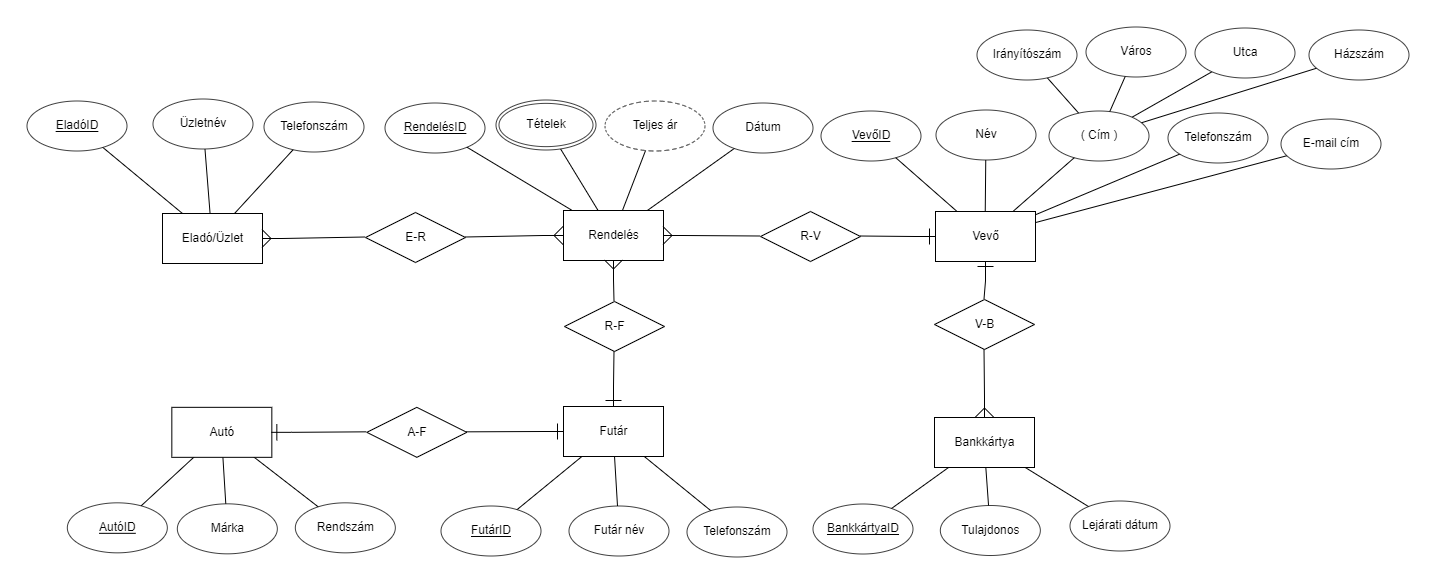 Irányítószám
Város
Utca
Házszám
EladóID
Üzletnév
Telefonszám
RendelésID
Tételek
Teljes ár
Dátum
VevőID
Név
( Cím )
Telefonszám
E-mail cím
Eladó/Üzlet
E-R
Rendelés
R-V
Vevő
R-F
V-B
Autó
A-F
Futár
Bankkártya
AutóID
Márka
Rendszám
FutárID
Futár név
Telefonszám
BankkártyaID
Tulajdonos
Lejárati dátum